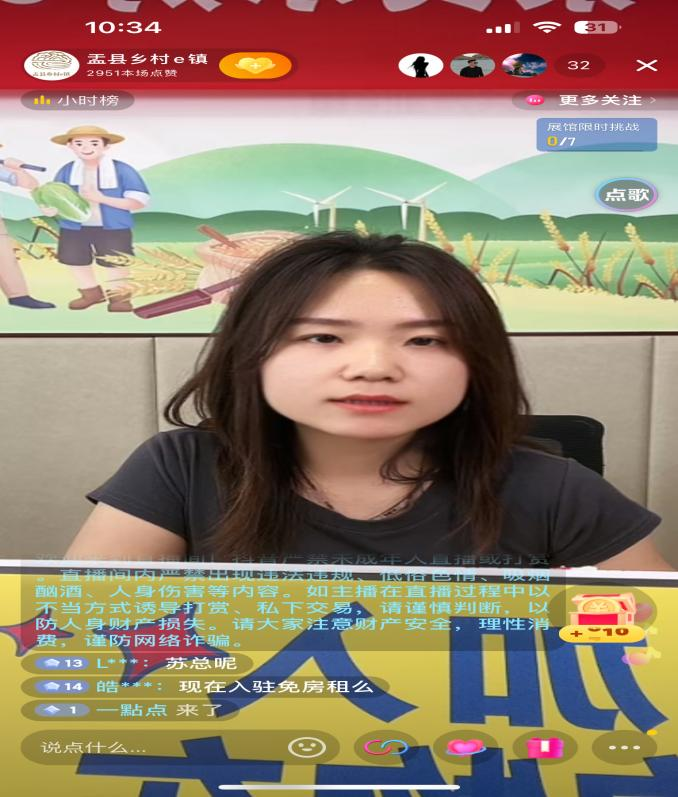 10:34
31
盂县乡村e镇
2951本场点赞
32
小时榜
更多关注
展馆限时挑战
0/7
点歌
。直播间内严禁出现违法违规、低俗色情、吸烟
酗酒、人身伤害等内容。如主播在直播过程中以
不当方式诱导打赏、私下交易，请谨慎判断，以
防人身财产损失。请大家注意财产安全，理性消
费，谨防网络诈骗。
13 L***： 苏总呢
14 皓***： 现在入驻免房租么
1 一點点 来了
说点什么...
加入